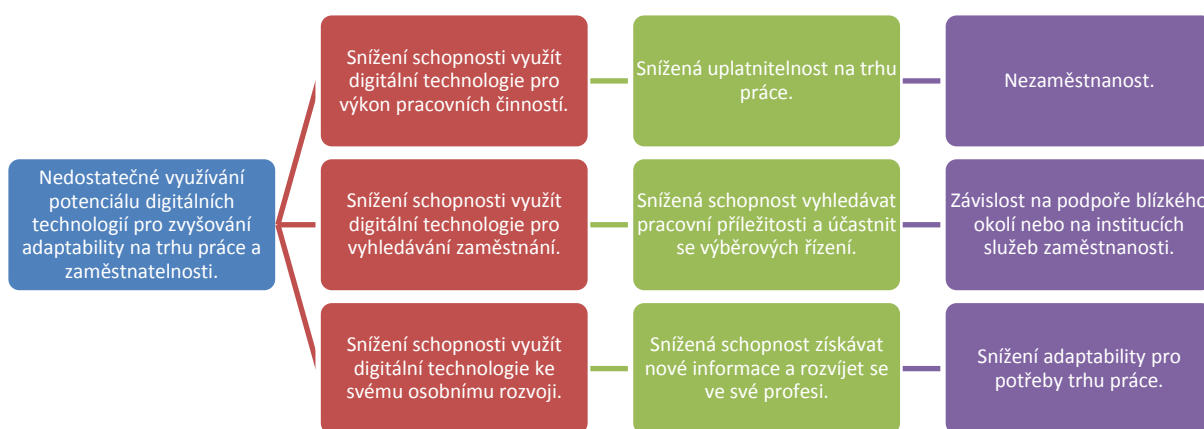 Nedostatečné využívání
potenciálu digitálních
technologií pro zvyšování
adaptability na trhu práce a
zaměstnatelnosti.
Snížení schopnosti využít
digitální technologie pro
výkon pracovních činností.
Snížená uplatnitelnost na trhu
práce.
Nezaměstnanost.
Snížení schopnosti využít
digitální technologie pro
vyhledávání zaměstnání.
Snížená schopnost vyhledávat
pracovní příležitosti a účastnit
se výběrových řízení.
Závislost na podpoře blízkého
okolí nebo na institucích
služeb zaměstnanosti.
Snížení schopnosti využít
digitální technologie ke
svému osobnímu rozvoji.
Snížená schopnost získávat
nové informace a rozvíjet se
ve své profesi.
Snížení adaptability pro
potřeby trhu práce.